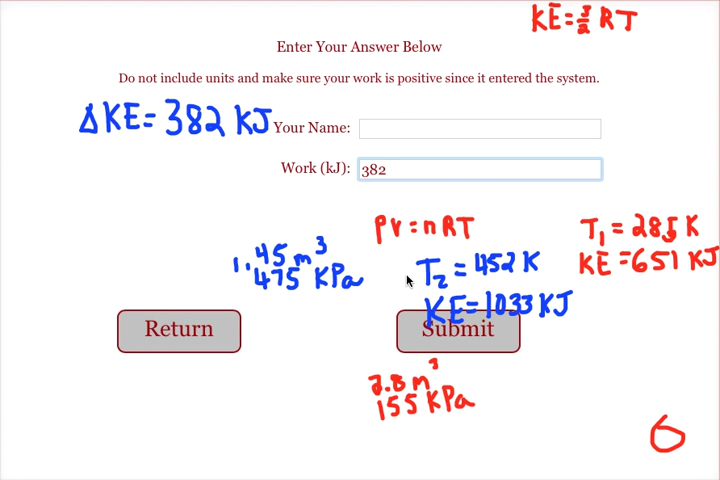 KE = 3/2 RT
Enter Your Answer Below
Do not include units and make sure your work is positive since it entered the system.
ΔKE = 382 KJ
Your Name:
Work (kJ): 382
PV = nRT
T1 = 285 K
KE = 651 KJ
1.45 m³
475 KPa
T2 = 452 K
KE = 1033 KJ
Return
Submit
2.8 m³
155 KPa
6